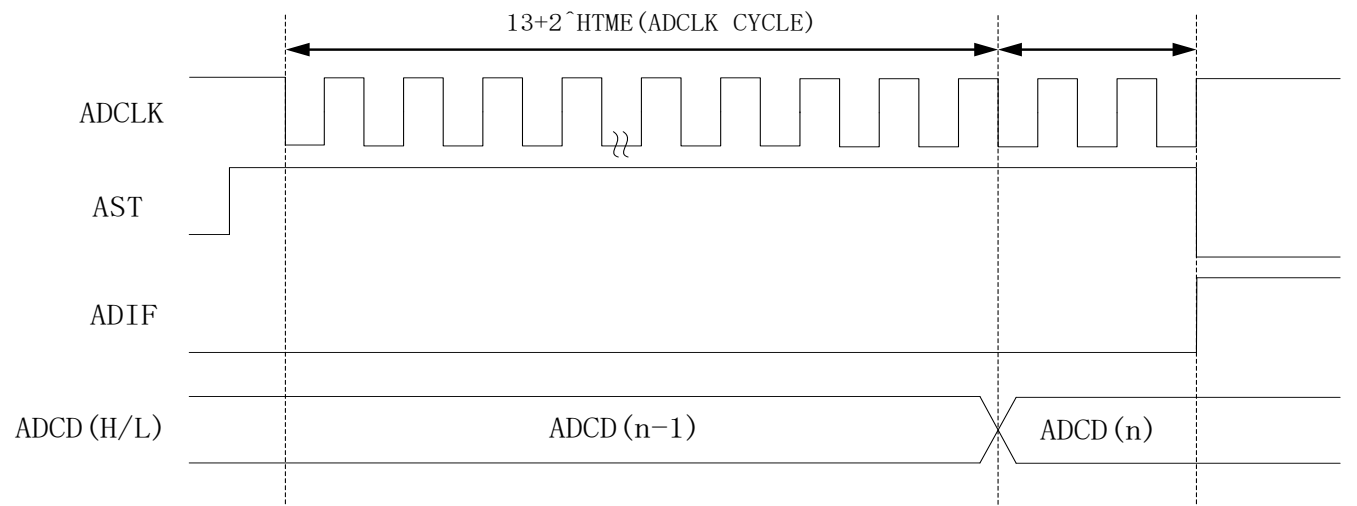 13+2^HTME(ADCLK CYCLE)
ADCLK
AST
ADIF
ADCD(H/L)
ADCD(n-1)
ADCD(n)